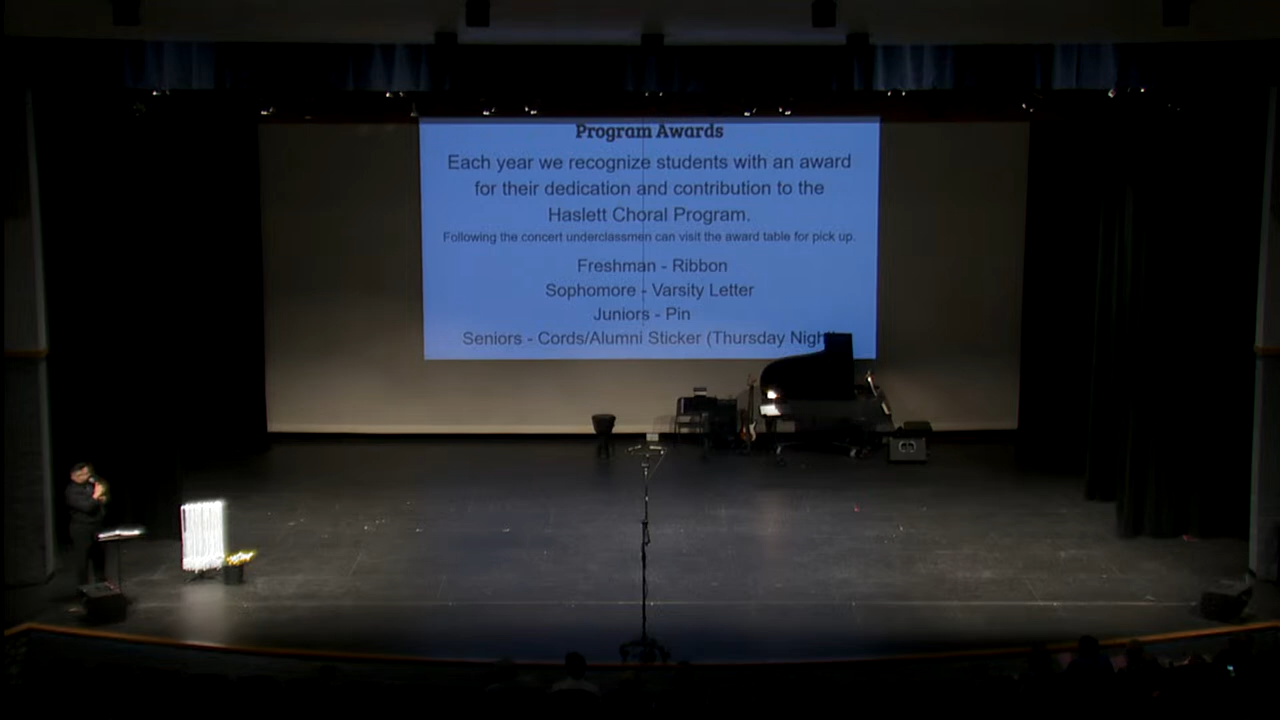 Program Awards
Each year we recognize students with an award
for their dedication and contribution to the
Haslett Choral Program.
Following the concert underclassmen can visit the award table for pick up.
Freshman - Ribbon
Sophomore - Varsity Letter
Juniors - Pin
Seniors - Cords/Alumni Sticker (Thursday Night)